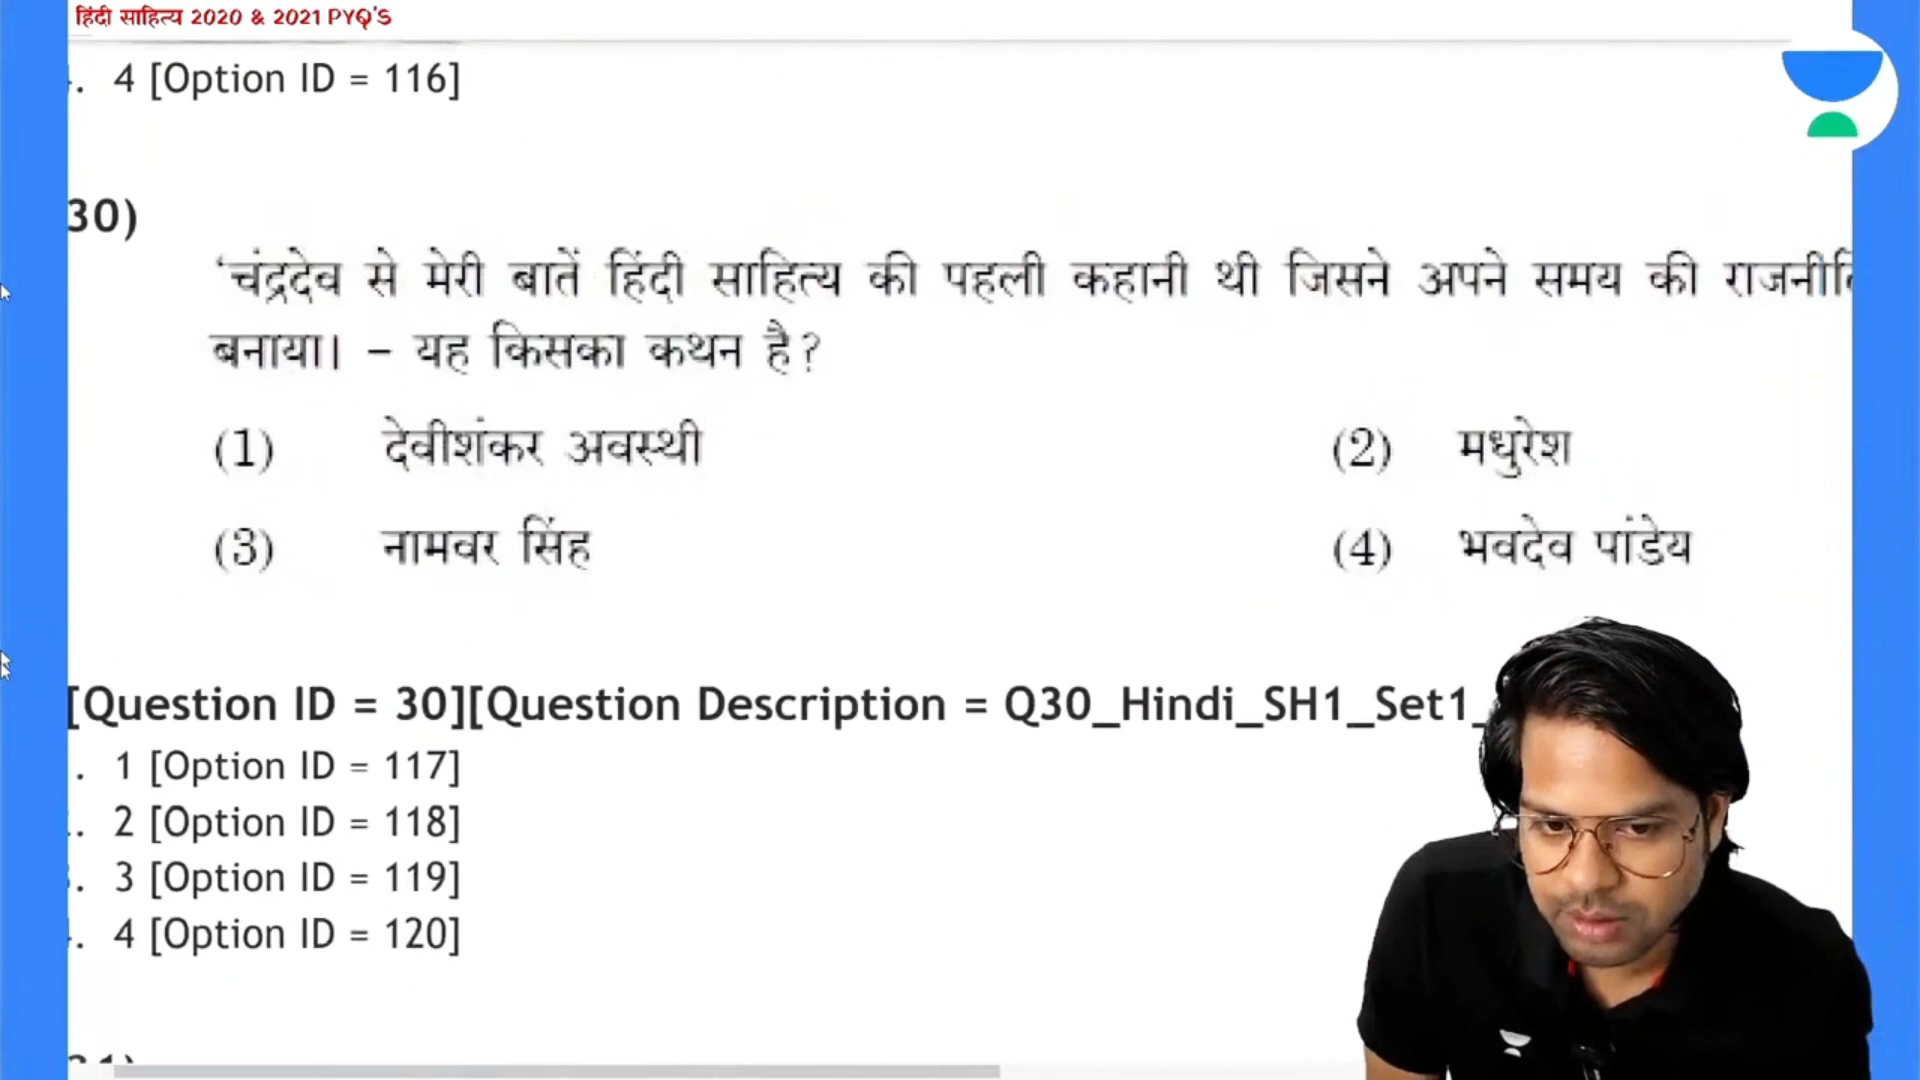 हिंदी साहित्य 2020 & 2021 PYQ'S
. 4 [Option ID = 116]
30)
'चंद्रदेव से मेरी बातें हिंदी साहित्य की पहली कहानी थी जिसने अपने समय की
बनाया। – यह किसका कथन है?
(1) देवीशंकर अवस्थी (2) मधुरेश
(3) नामवर सिंह (4) भवदेव पांडेय
[Question ID = 30][Question Description = Q30_Hindi_SH1_Set1_
. 1 [Option ID = 117]
. 2 [Option ID = 118]
. 3 [Option ID = 119]
. 4 [Option ID = 120]